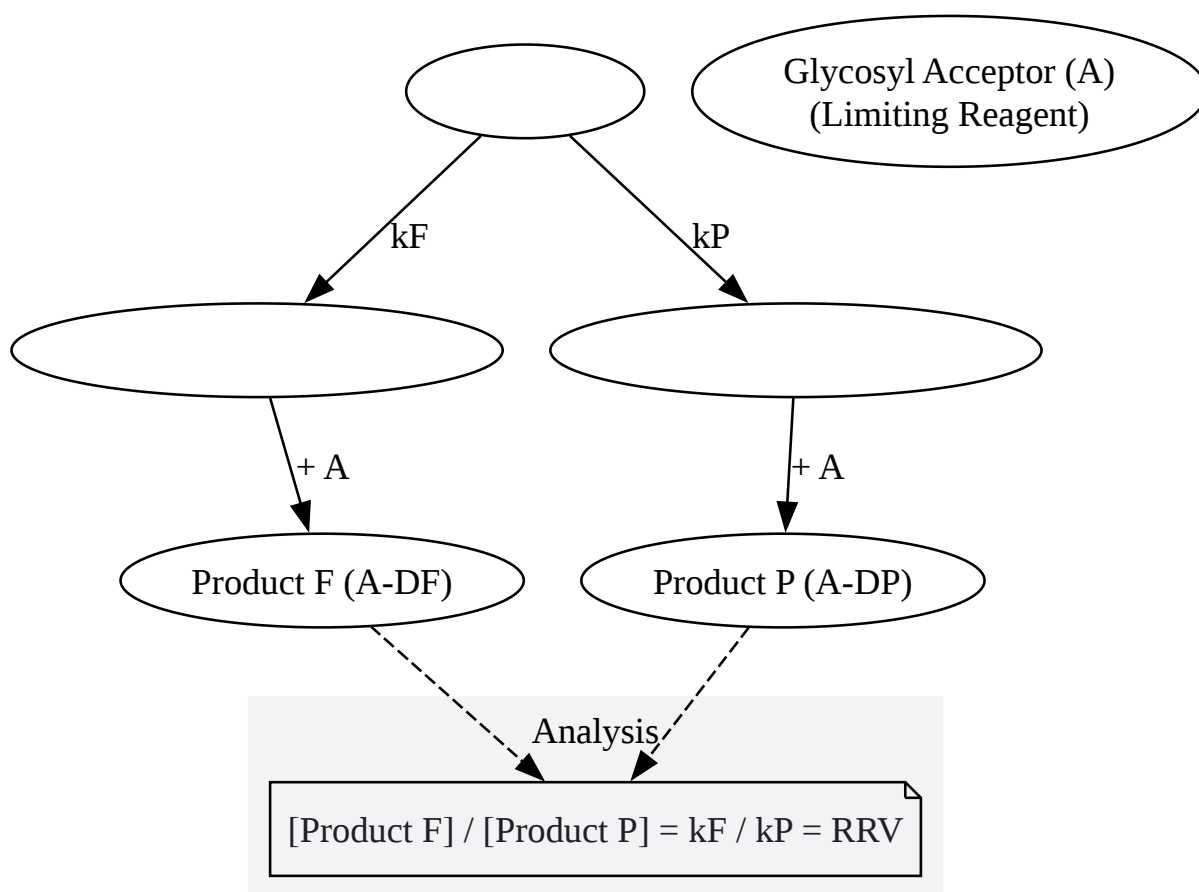 Glycosyl Acceptor (A)
(Limiting Reagent)
kF
kP
+ A
+ A
Product F (A-DF)
Product P (A-DP)
Analysis
[Product F] / [Product P] = kF / kP = RRV